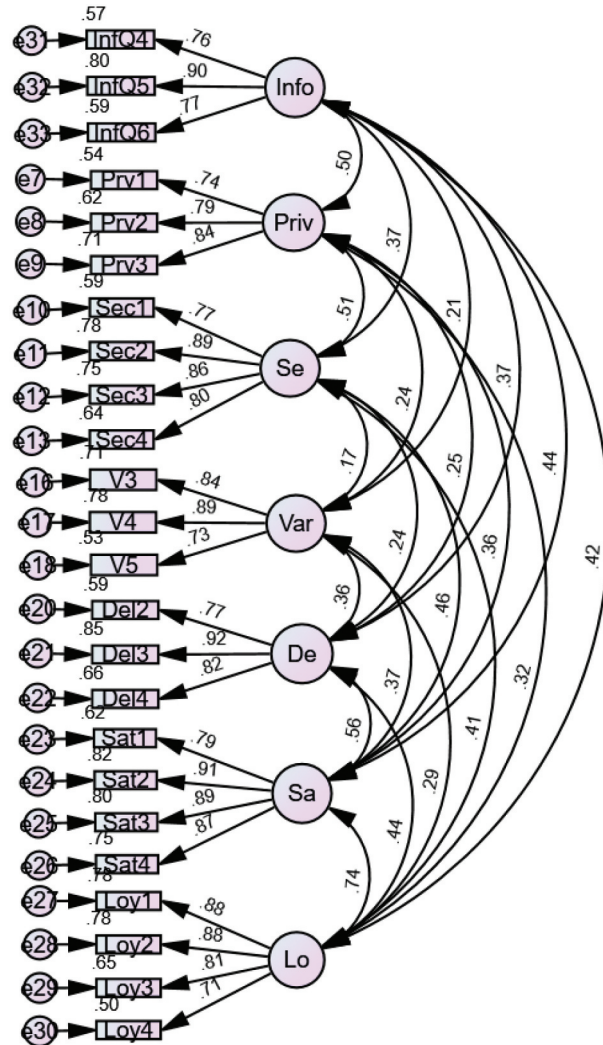 .57
e31 InfQ4 .76
.80
e32 InfQ5 .90 Info
.59
e33 InfQ6 .77
.54
.50
e7 Prv1 .74
.62
e8 Prv2 .79 Priv
.71
e9 Prv3 .84
.37
.59
e10 Sec1 .77
.51
.21
.78
e11 Sec2 .89 Se
.75
e12 Sec3 .86
.24
.37
.64
e13 Sec4 .80
.71
.17
.25
.44
e16 V3 .84
.78
e17 V4 .89 Var
.53
e18 V5 .73
.24
.36
.42
.59
e20 Del2 .77
.36
.46
.85
e21 Del3 .92 De
.66
e22 Del4 .82
.37
.32
.62
e23 Sat1 .79
.56
.41
.82
e24 Sat2 .91 Sa
.29
.80
e25 Sat3 .89
.44
.75
e26 Sat4 .87
.78
.74
e27 Loy1 .88
.78
e28 Loy2 .88 Lo
.65
e29 Loy3 .81
.50
e30 Loy4 .71